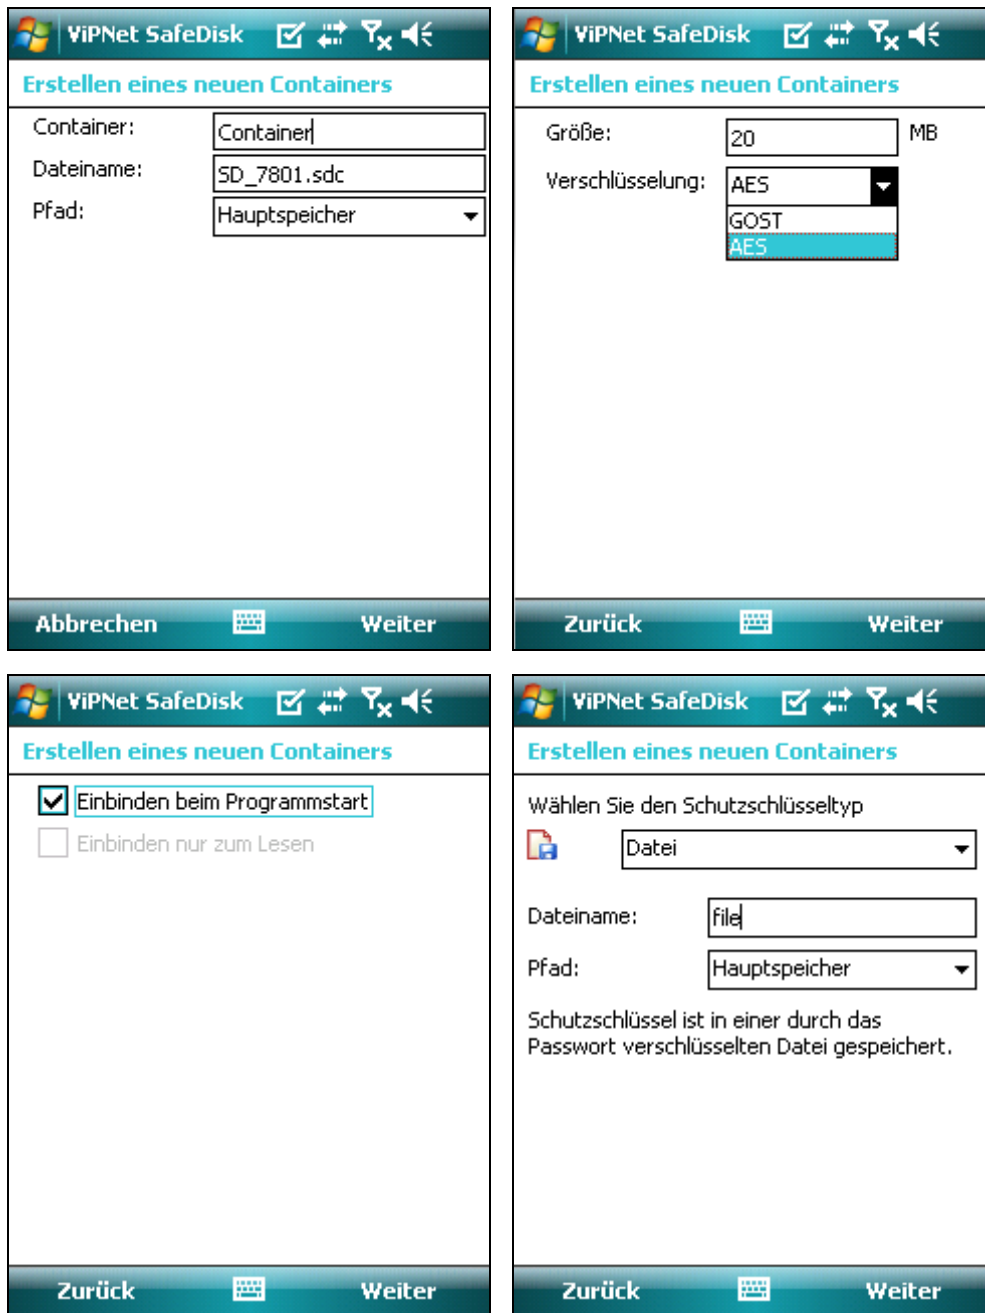 ViPNet SafeDisk
Erstellen eines neuen Containers
Container: Container
Dateiname: SD_7801.sdc
Pfad: Hauptspeicher
Abbrechen Weiter
ViPNet SafeDisk
Erstellen eines neuen Containers
Größe: 20 MB
Verschlüsselung: AES
GOST
AES
Zurück Weiter
ViPNet SafeDisk
Erstellen eines neuen Containers
Einbinden beim Programmstart
Einbinden nur zum Lesen
Zurück Weiter
ViPNet SafeDisk
Erstellen eines neuen Containers
Wählen Sie den Schutzschlüsseltyp
Datei
Dateiname: file
Pfad: Hauptspeicher
Schutzschlüssel ist in einer durch das
Passwort verschlüsselten Datei gespeichert.
Zurück Weiter